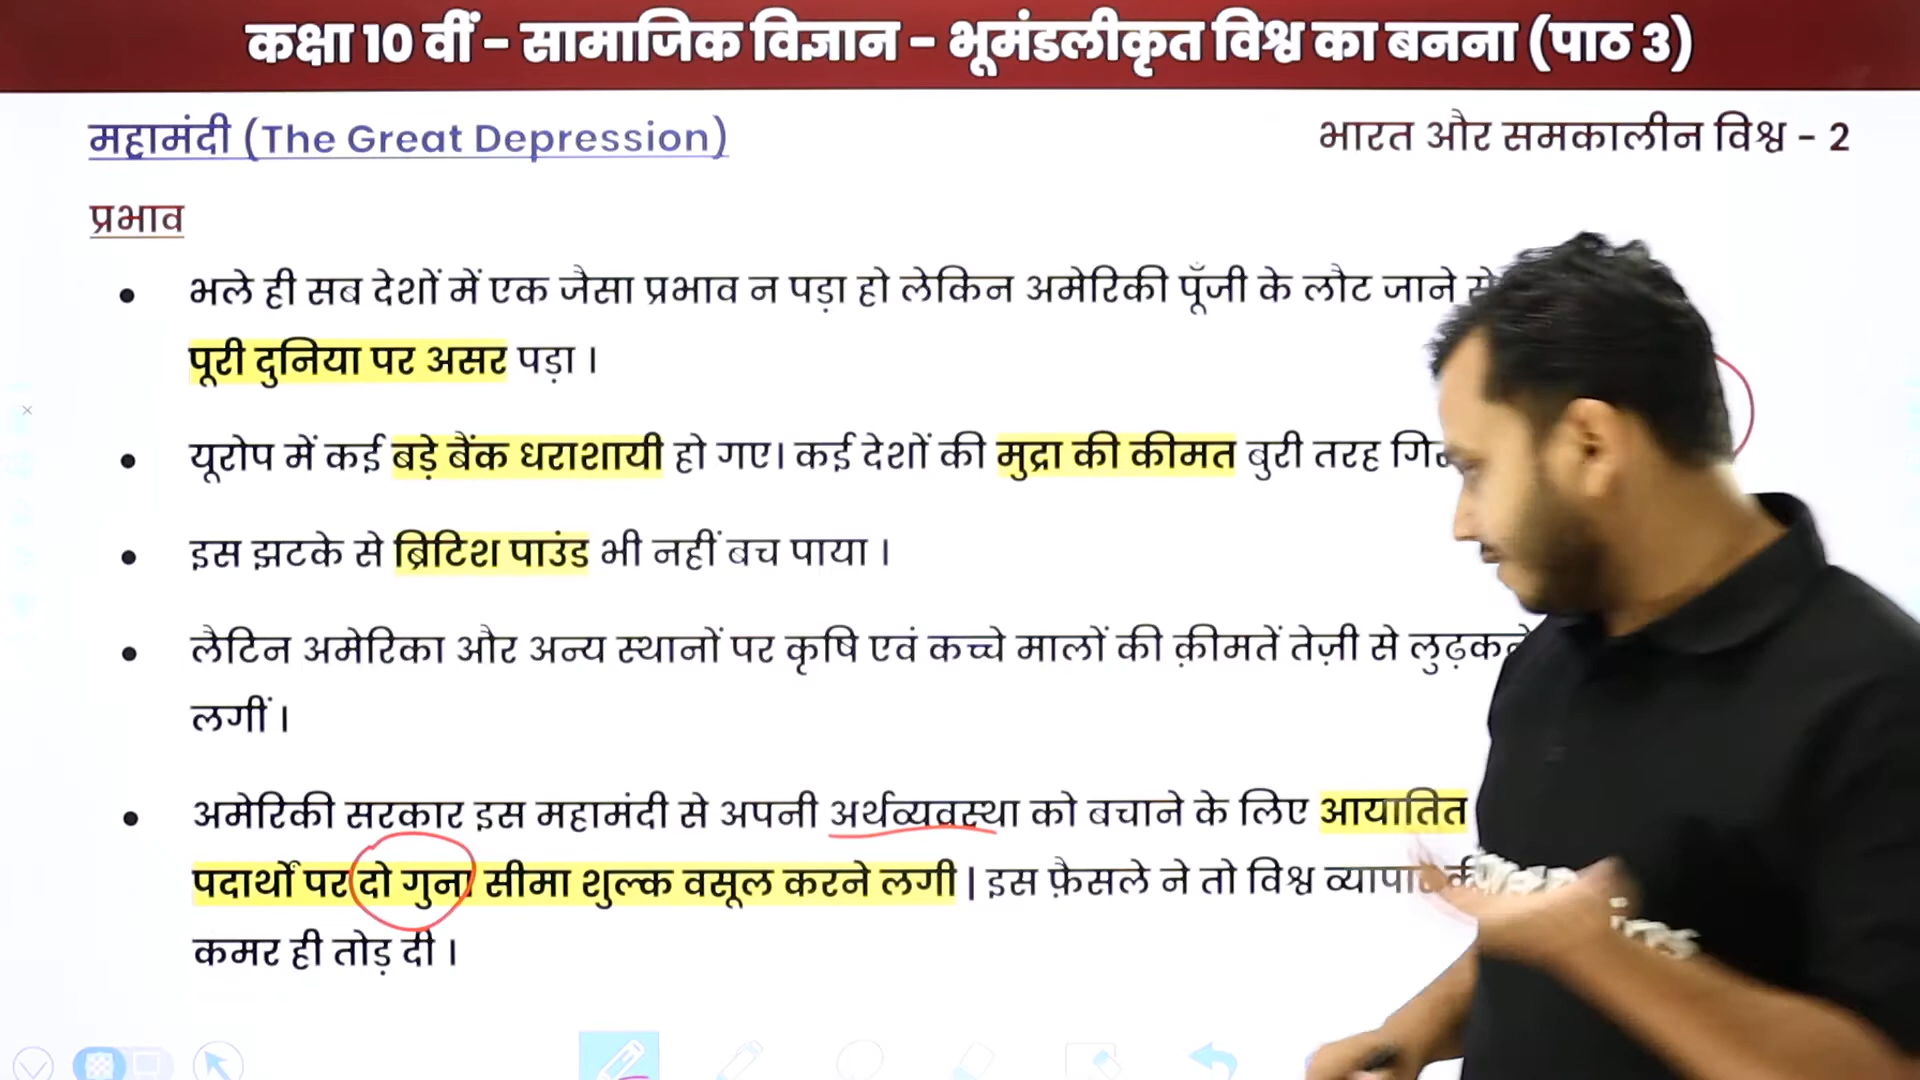 कक्षा 10 वीं - सामाजिक विज्ञान - भूमंडलीकृत विश्व का बनना (पाठ 3)
महामंदी (The Great Depression)
भारत और समकालीन विश्व - 2
प्रभाव
• भले ही सब देशों में एक जैसा प्रभाव न पड़ा हो लेकिन अमेरिकी पूँजी के लौट जाने से
पूरी दुनिया पर असर पड़ा ।
• यूरोप में कई बड़े बैंक धराशायी हो गए। कई देशों की मुद्रा की कीमत बुरी तरह
• इस झटके से ब्रिटिश पाउंड भी नहीं बच पाया ।
• लैटिन अमेरिका और अन्य स्थानों पर कृषि एवं कच्चे मालों की क़ीमतें तेज़ी से
लगीं ।
• अमेरिकी सरकार इस महामंदी से अपनी अर्थव्यवस्था को बचाने के लिए आयातित
पदार्थों पर दो गुना सीमा शुल्क वसूल करने लगी | इस फ़ैसले ने तो विश्व
कमर ही तोड़ दी ।